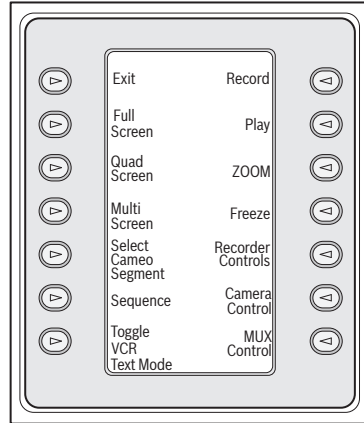 Exit
Record
Full
Screen
Play
Quad
Screen
ZOOM
Multi
Screen
Freeze
Select
Cameo
Segment
Recorder
Controls
Sequence
Camera
Control
Toggle
VCR
Text Mode
MUX
Control